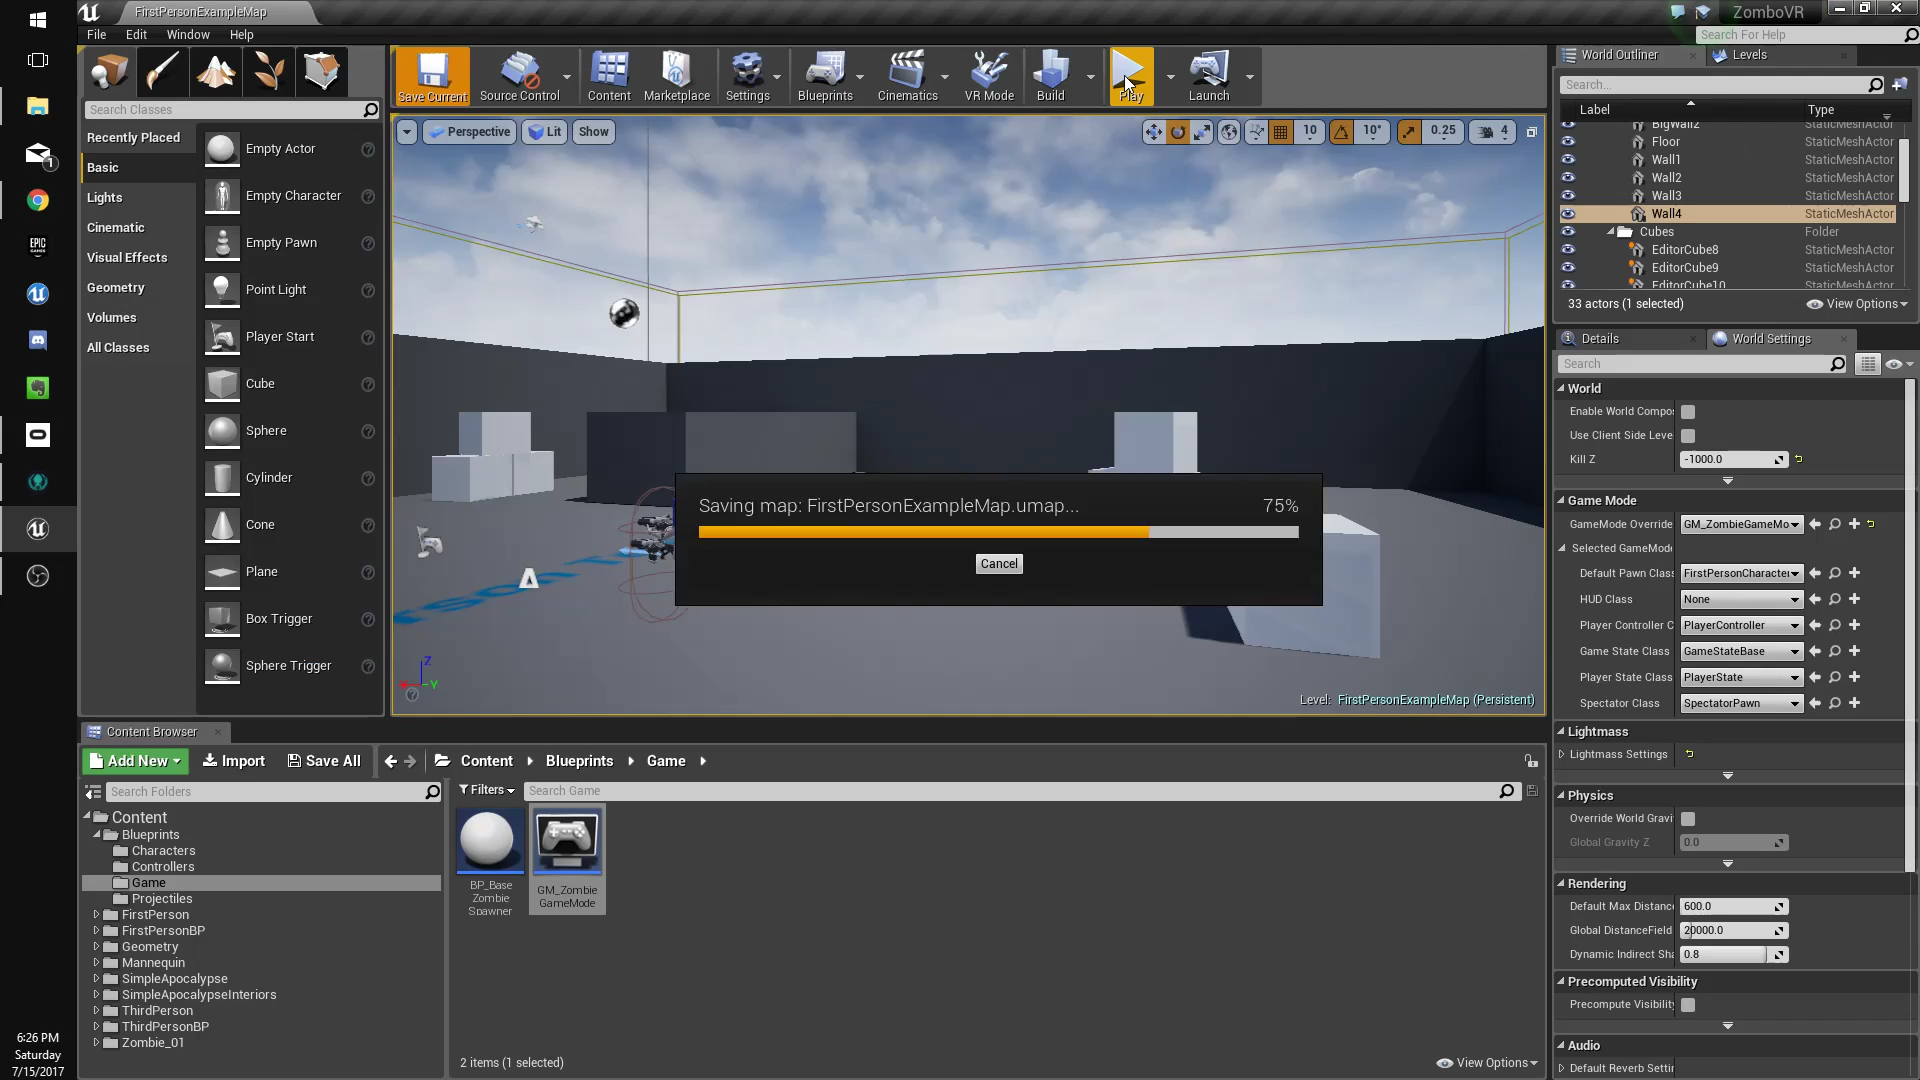 FirstPersonExampleMap
ZomboVR
File Edit Window Help
Search For Help
Save Current
Source Control
Content
Marketplace
Settings
Blueprints
Cinematics
VR Mode
Build
Play
Launch
World Outliner
Levels
Search Classes
Search...
Label
Type
Recently Placed
Basic
Lights
Cinematic
Visual Effects
Geometry
Volumes
All Classes
Empty Actor
Empty Character
Empty Pawn
Point Light
Player Start
Cube
Sphere
Cylinder
Cone
Plane
Box Trigger
Sphere Trigger
Perspective
Lit
Show
10
10°
0.25
4
BigWall2 StaticMeshActor
Floor StaticMeshActor
Wall1 StaticMeshActor
Wall2 StaticMeshActor
Wall3 StaticMeshActor
Wall4 StaticMeshActor
Cubes Folder
EditorCube8 StaticMeshActor
EditorCube9 StaticMeshActor
EditorCube10 StaticMeshActor
33 actors (1 selected)
View Options
Saving map: FirstPersonExampleMap.umap... 75%
Cancel
Z
Y
Level: FirstPersonExampleMap (Persistent)
Details
World Settings
Search
World
Enable World Compos
Use Client Side Leve
Kill Z -1000.0
Game Mode
GameMode Override GM_ZombieGameMo
Selected GameMode
Default Pawn Class FirstPersonCharacter
HUD Class None
Player Controller C PlayerController
Game State Class GameStateBase
Player State Class PlayerState
Spectator Class SpectatorPawn
Lightmass
Lightmass Settings
Physics
Override World Gravi
Global Gravity Z 0.0
Rendering
Default Max Distance 600.0
Global DistanceField 20000.0
Dynamic Indirect Sha 0.8
Precomputed Visibility
Precompute Visibility
Audio
Default Reverb Settin
Content Browser
Add New
Import
Save All
Content
Blueprints
Game
Search Folders
Filters
Search Game
Content
Blueprints
Characters
Controllers
Game
Projectiles
FirstPerson
FirstPersonBP
Geometry
Mannequin
SimpleApocalypse
SimpleApocalypseInteriors
ThirdPerson
ThirdPersonBP
Zombie_01
BP_Base
Zombie
Spawner
GM_Zombie
GameMode
2 items (1 selected)
View Options
1
EPIC
GAMES
6:26 PM
Saturday
7/15/2017